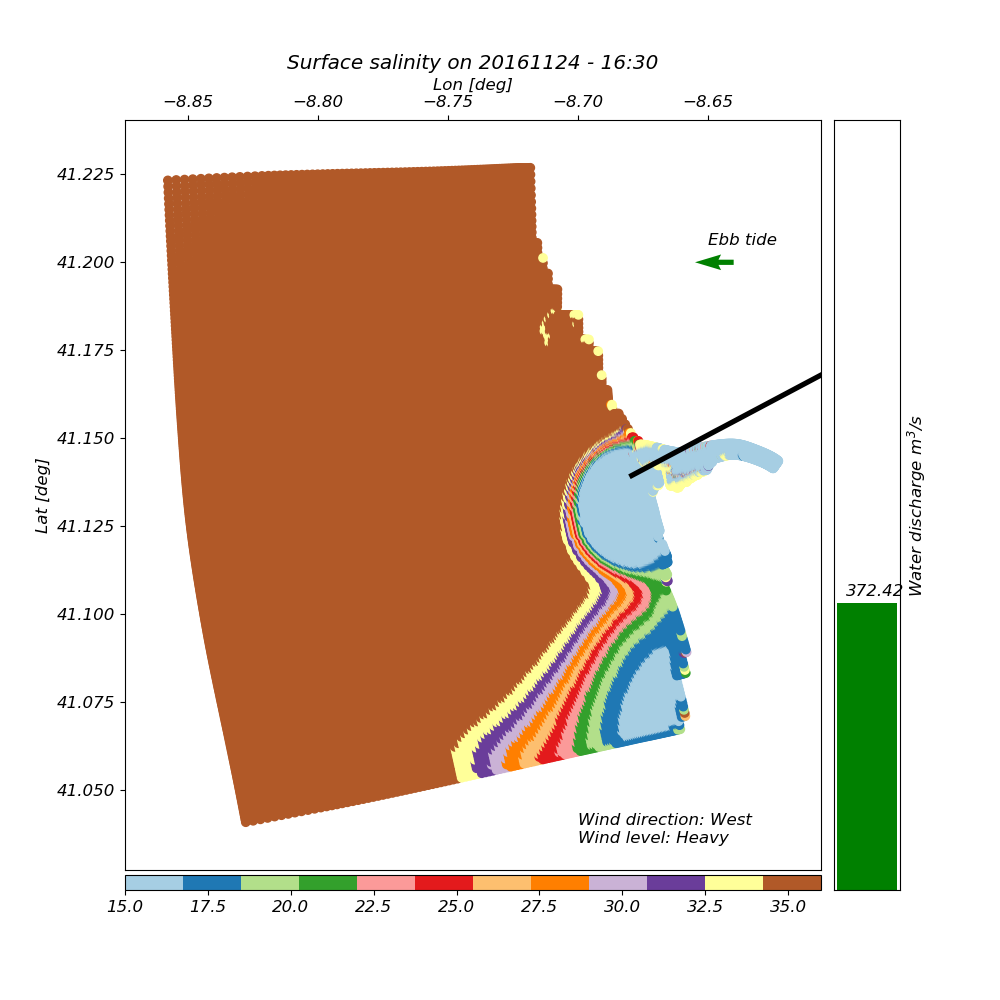 Surface salinity on 20161124 - 16:30
Lon [deg]
−8.85 −8.80 −8.75 −8.70 −8.65
41.225
41.200
41.175
41.150
41.125
41.100
41.075
41.050
Lat [deg]
Ebb tide
372.42
Water discharge m³/s
Wind direction: West
Wind level: Heavy
15.0 17.5 20.0 22.5 25.0 27.5 30.0 32.5 35.0